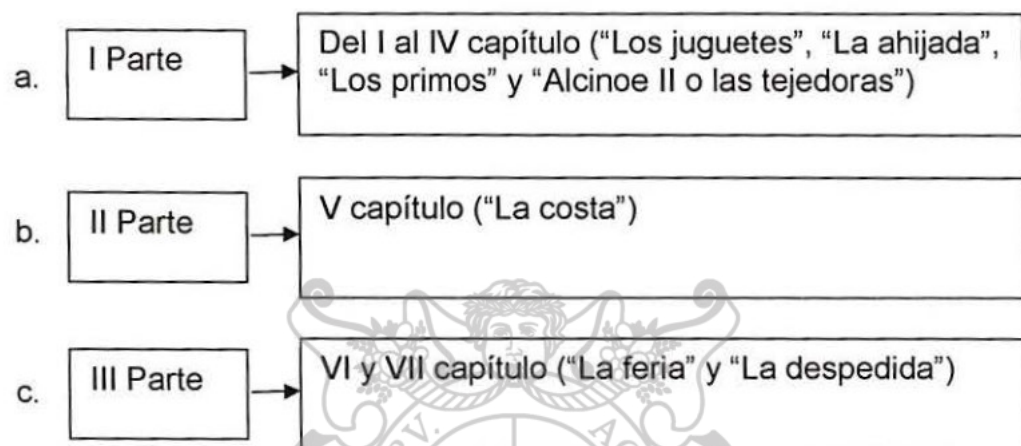 a. I Parte Del I al IV capítulo (“Los juguetes”, “La ahijada”,
“Los primos” y “Alcinoe II o las tejedoras”)
b. II Parte V capítulo (“La costa”)
c. III Parte VI y VII capítulo (“La feria” y “La despedida”)